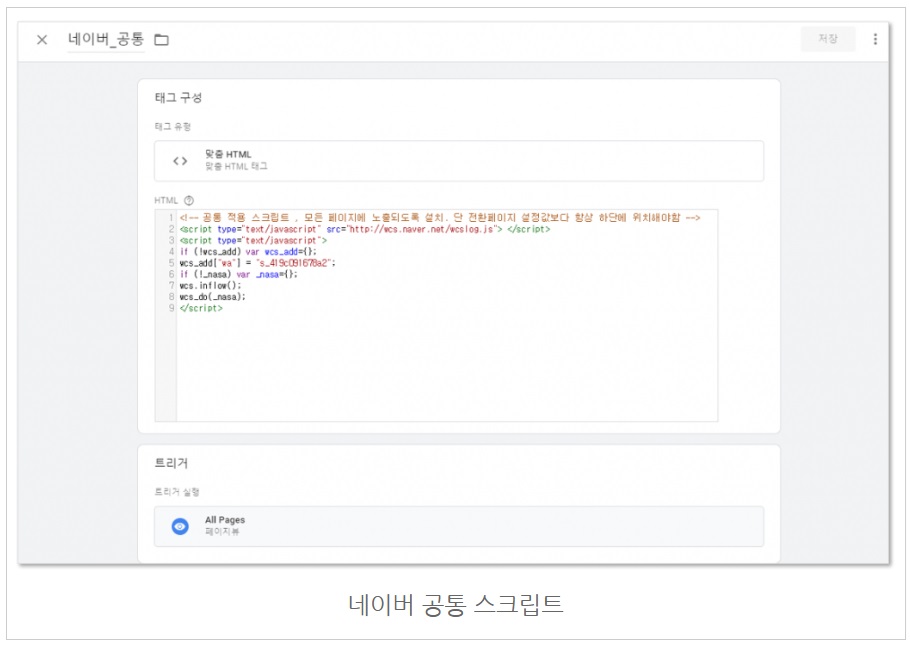 네이버_공통
저장
태그 구성
태그 유형
맞춤 HTML
맞춤 HTML 태그
HTML
1 <!-- 공통 적용 스크립트 , 모든 페이지에 노출되도록 설치. 단 전환페이지 설정값보다 항상 하단에 위치해야함 -->
2 <script type="text/javascript" src="http://wcs.naver.net/wcslog.js"> </script>
3 <script type="text/javascript">
4 if (!wcs_add) var wcs_add={};
5 wcs_add["wa"] = "s_419c091678a2";
6 if (!_nasa) var _nasa={};
7 wcs.inflow();
8 wcs_do(_nasa);
9 </script>
트리거
트리거 실행
All Pages
페이지뷰
네이버 공통 스크립트